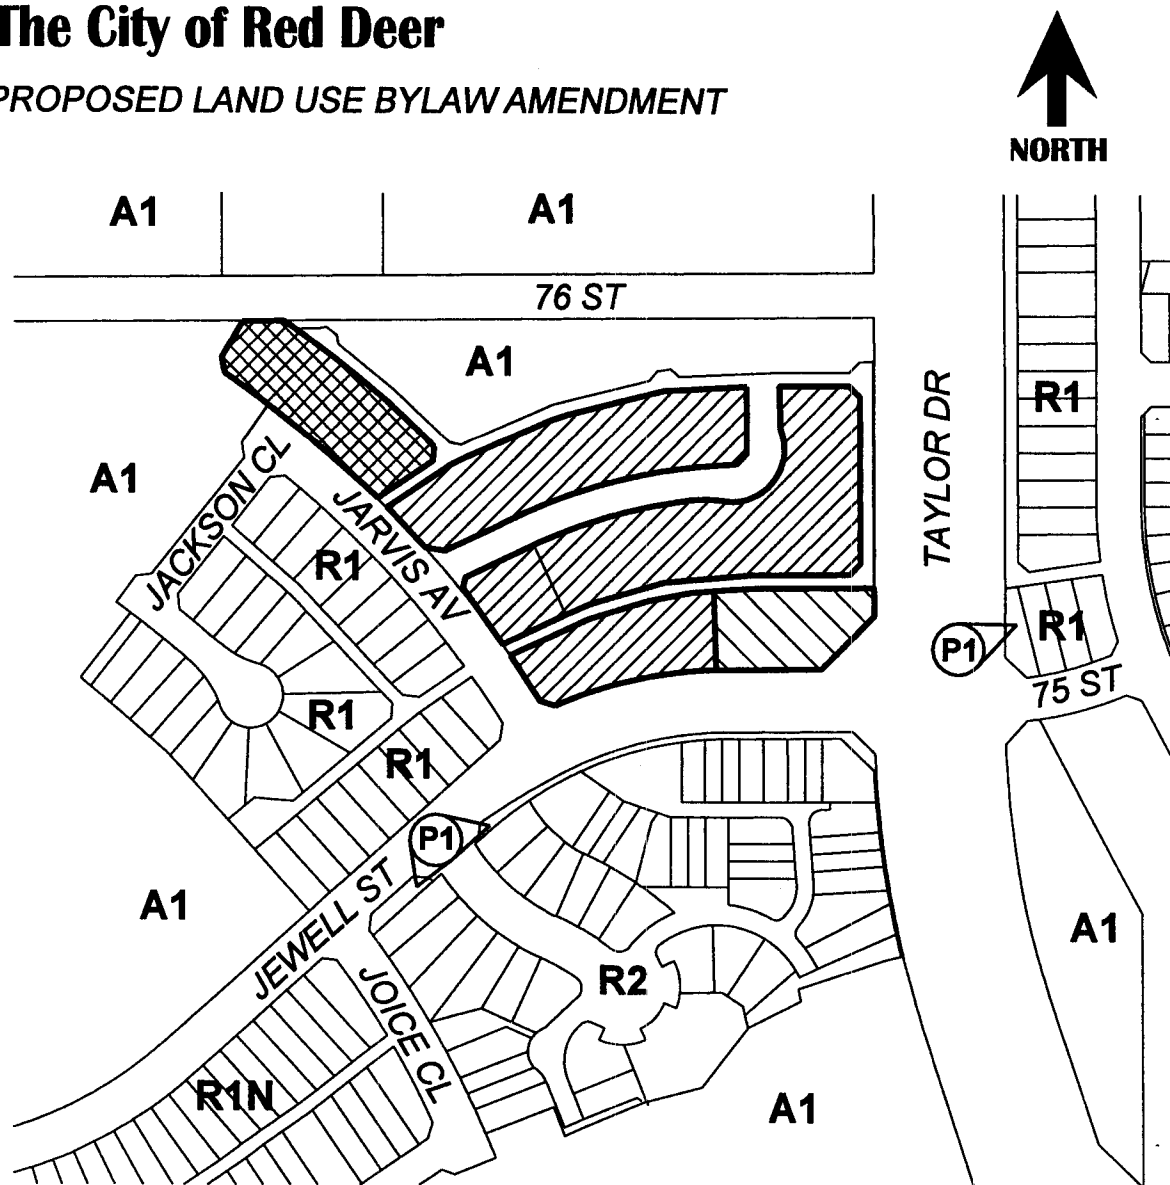 The City of Red Deer
PROPOSED LAND USE BYLAW AMENDMENT
NORTH
A1
A1
76 ST
A1
R1
TAYLOR DR
A1
JACKSON CL
JARVIS AV
R1
R1
P1
75 ST
R1
R1
P1
A1
JEWELL ST
A1
R2
JOICE CL
R1N
A1